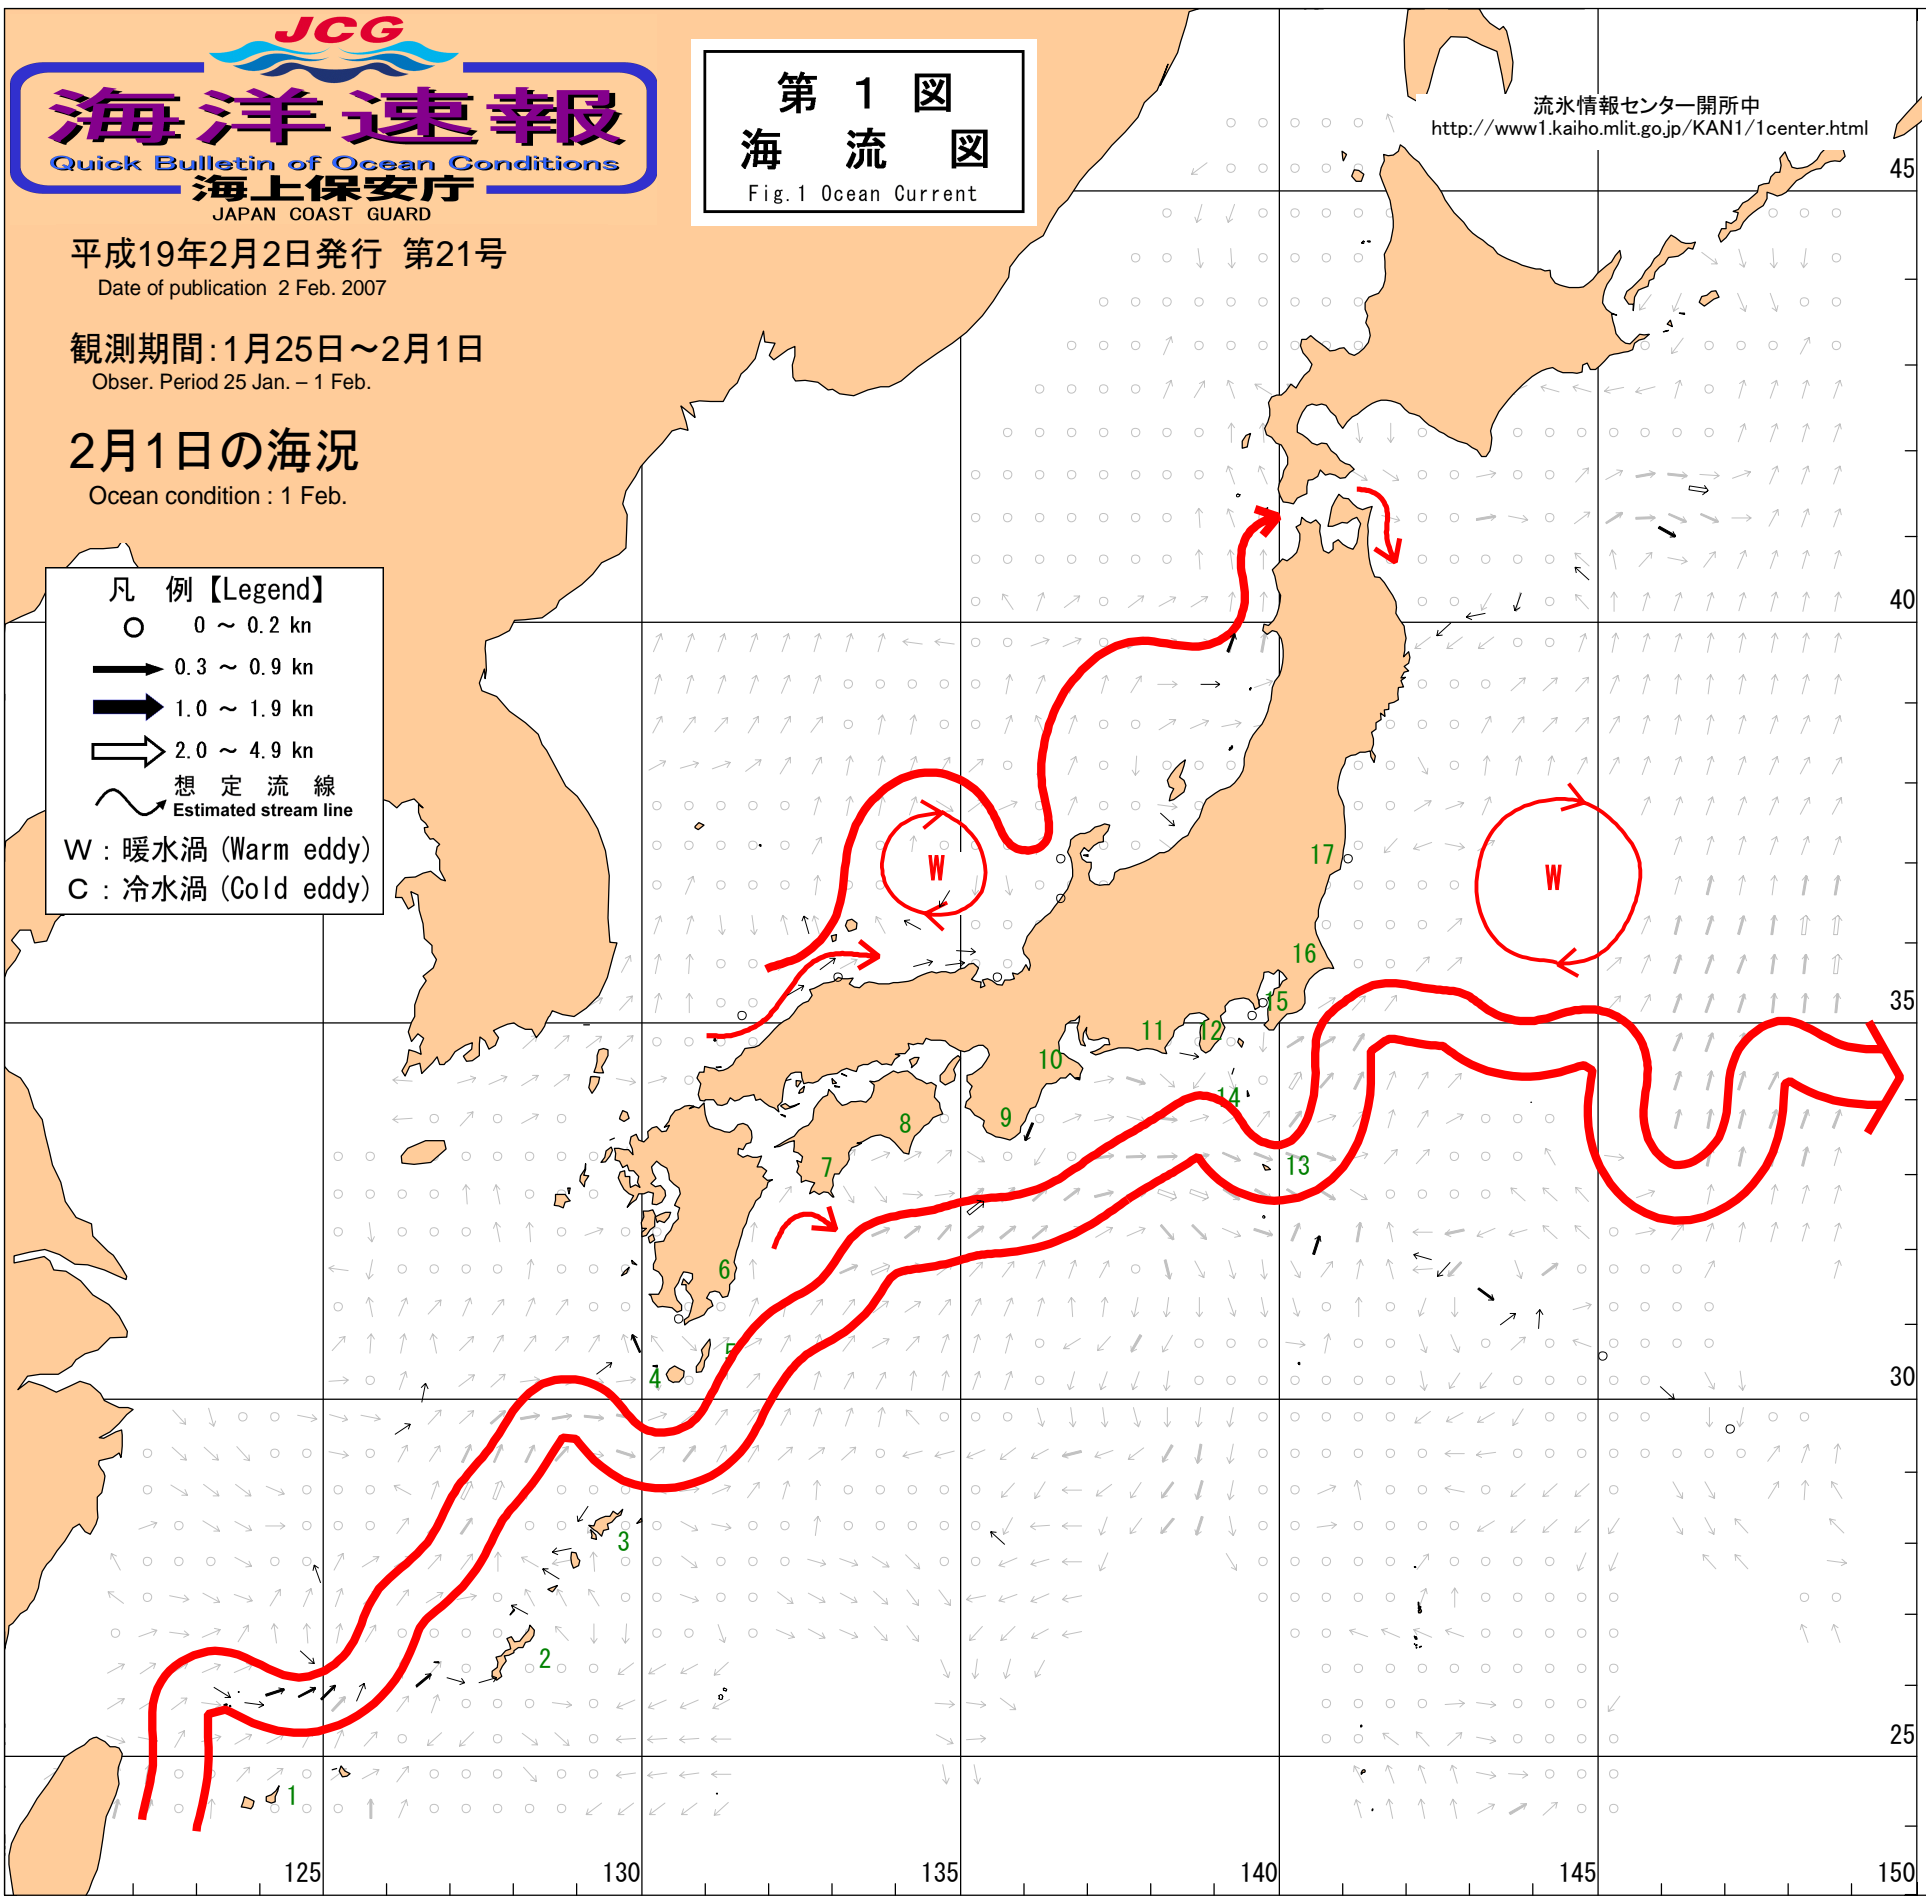 JCG
海洋速報
Quick Bulletin of Ocean Conditions
海上保安庁
JAPAN COAST GUARD
平成19年2月2日発行 第21号
Date of publication 2 Feb. 2007
観測期間：1月25日～2月1日
Obser. Period 25 Jan. – 1 Feb.
2月1日の海況
Ocean condition : 1 Feb.
第 1 図
海 流 図
Fig.1 Ocean Current
流氷情報センター開所中
http://www1.kaiho.mlit.go.jp/KAN1/1center.html
凡 例【Legend】
0 ～ 0.2 kn
0.3 ～ 0.9 kn
1.0 ～ 1.9 kn
2.0 ～ 4.9 kn
想 定 流 線
Estimated stream line
W : 暖水渦 (Warm eddy)
C : 冷水渦 (Cold eddy)
45
40
35
30
25
W
W
17
16
15
14
13
12
11
10
9
8
7
6
5
4
3
2
1
125
130
135
140
145
150